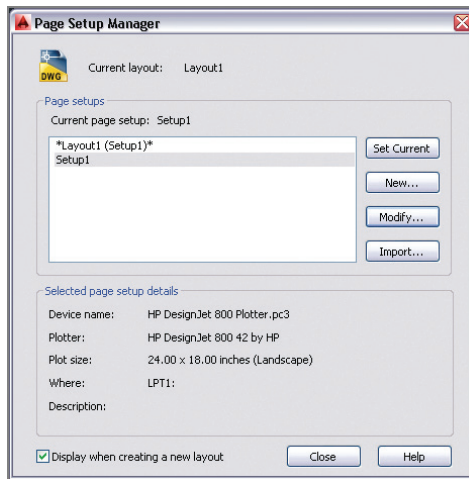 Page Setup Manager
DWG
Current layout: Layout1
Page setups
Current page setup: Setup1
*Layout1 (Setup1)*
Setup1
Set Current
New...
Modify...
Import...
Selected page setup details
Device name: HP DesignJet 800 Plotter.pc3
Plotter: HP DesignJet 800 42 by HP
Plot size: 24.00 x 18.00 inches (Landscape)
Where: LPT1:
Description:
Display when creating a new layout
Close
Help